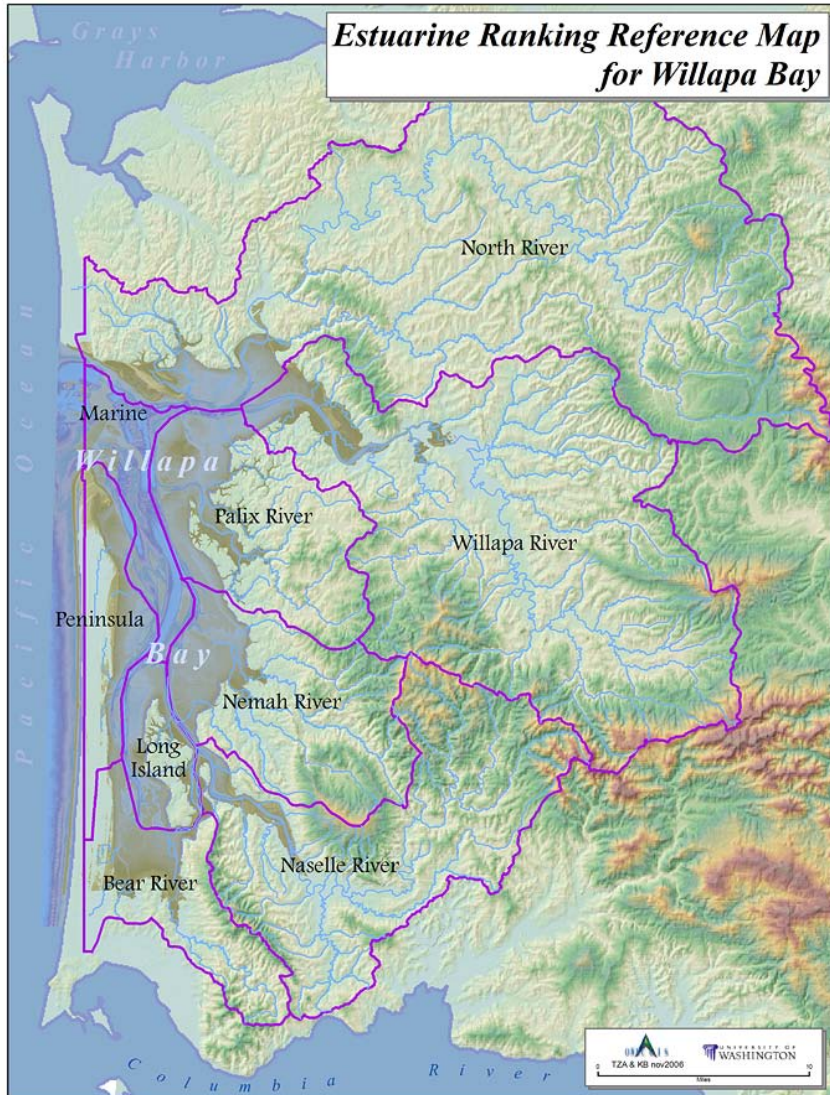 Estuarine Ranking Reference Map
for Willapa Bay
Grays
Harbor
North River
Pacific Ocean
Marine
Willapa
Palix River
Willapa River
Peninsula
Bay
Nemah River
Long
Island
Naselle River
Bear River
Columbia River
UNIVERSITY OF
WASHINGTON
TZA & KB nov2006
0 10
Miles